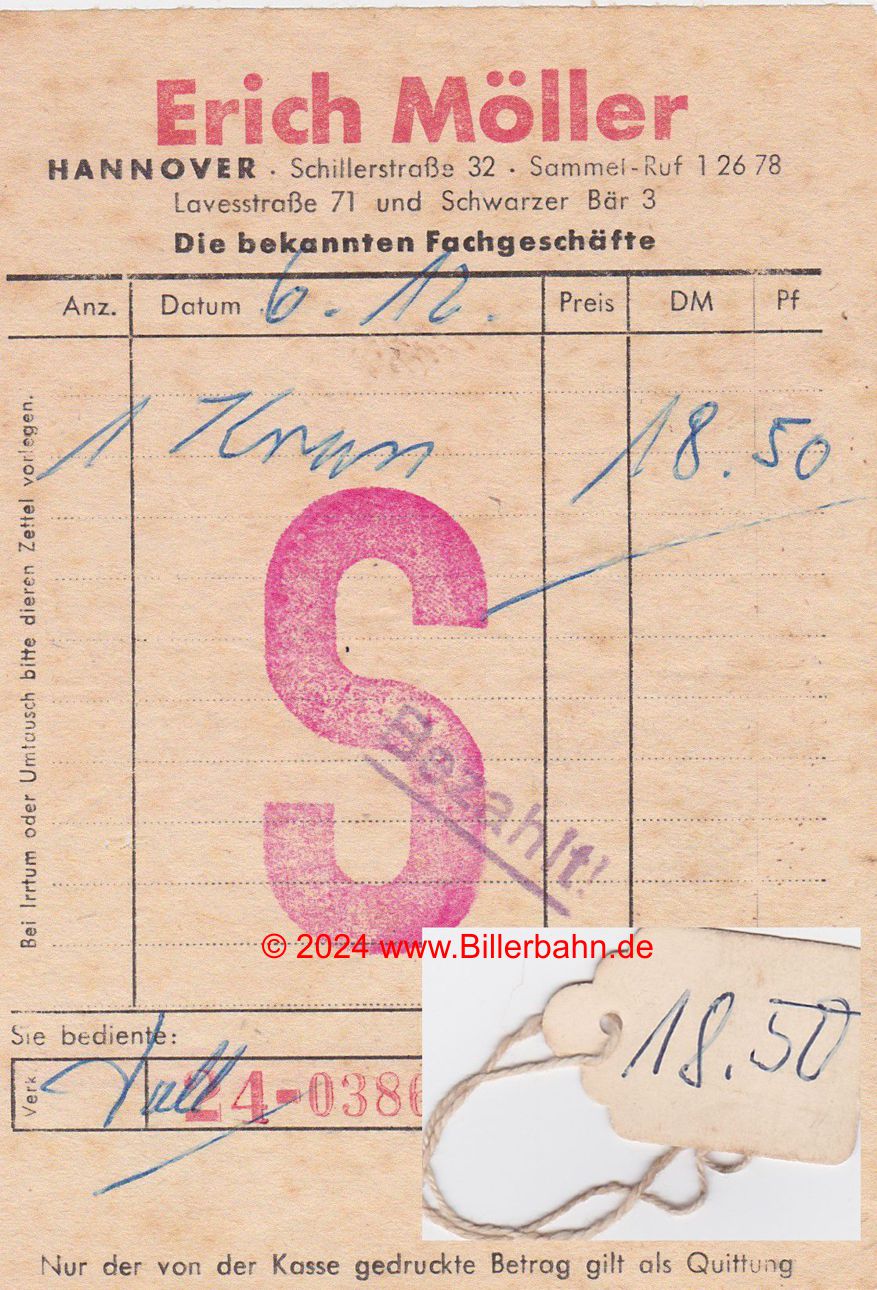 Erich Möller
HANNOVER · Schillerstraße 32 · Sammel-Ruf 1 26 78
Lavesstraße 71 und Schwarzer Bär 3
Die bekannten Fachgeschäfte
Anz. Datum 6. 12. Preis DM Pf
1 Kran 18.50
Bei Irrtum oder Umtausch bitte dieren Zettel vorlegen.
S
Bezahlt!
© 2024 www.Billerbahn.de
18.50
Sie bediente:
Verk
24-038
Nur der von der Kasse gedruckte Betrag gilt als Quittung